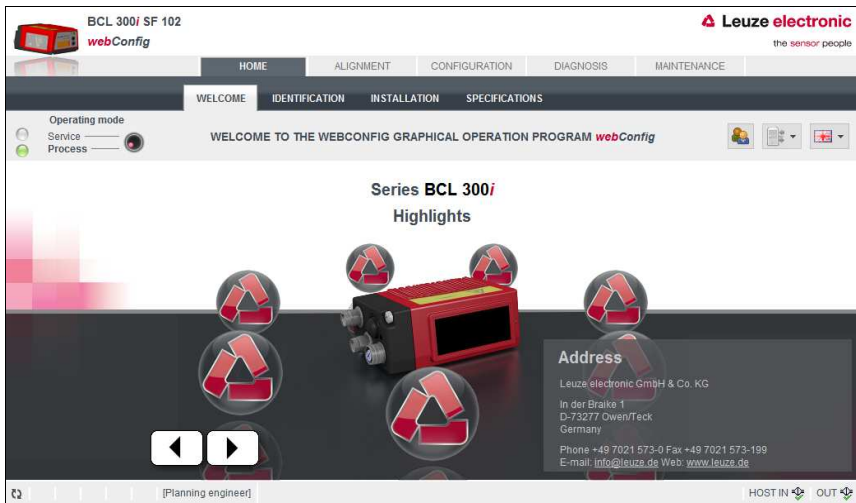 BCL 300i SF 102
webConfig
Leuze electronic
the sensor people
HOME ALIGNMENT CONFIGURATION DIAGNOSIS MAINTENANCE
WELCOME IDENTIFICATION INSTALLATION SPECIFICATIONS
Operating mode
Service
Process
WELCOME TO THE WEBCONFIG GRAPHICAL OPERATION PROGRAM webConfig
Series BCL 300i
Highlights
Address
Leuze electronic GmbH & Co. KG
In der Braike 1
D-73277 Owen/Teck
Germany
Phone +49 7021 573-0 Fax +49 7021 573-199
E-mail: info@leuze.de Web: www.leuze.de
[Planning engineer] HOST IN OUT